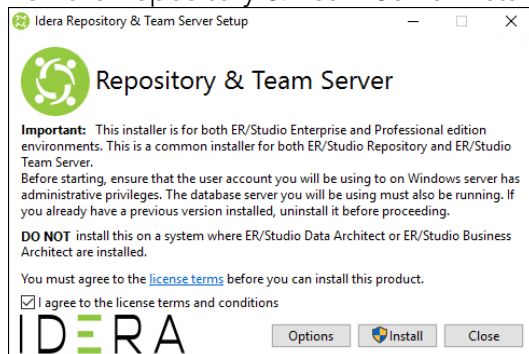 Idera Repository & Team Server Setup
Repository & Team Server
Important: This installer is for both ER/Studio Enterprise and Professional edition
environments. This is a common installer for both ER/Studio Repository and ER/Studio
Team Server.
Before starting, ensure that the user account you will be using to on Windows server has
administrative privileges. The database server you will be using must also be running. If
you already have a previous version installed, uninstall it before proceeding.
DO NOT install this on a system where ER/Studio Data Architect or ER/Studio Business
Architect are installed.
You must agree to the license terms before you can install this product.
I agree to the license terms and conditions
IDERA
Options Install Close